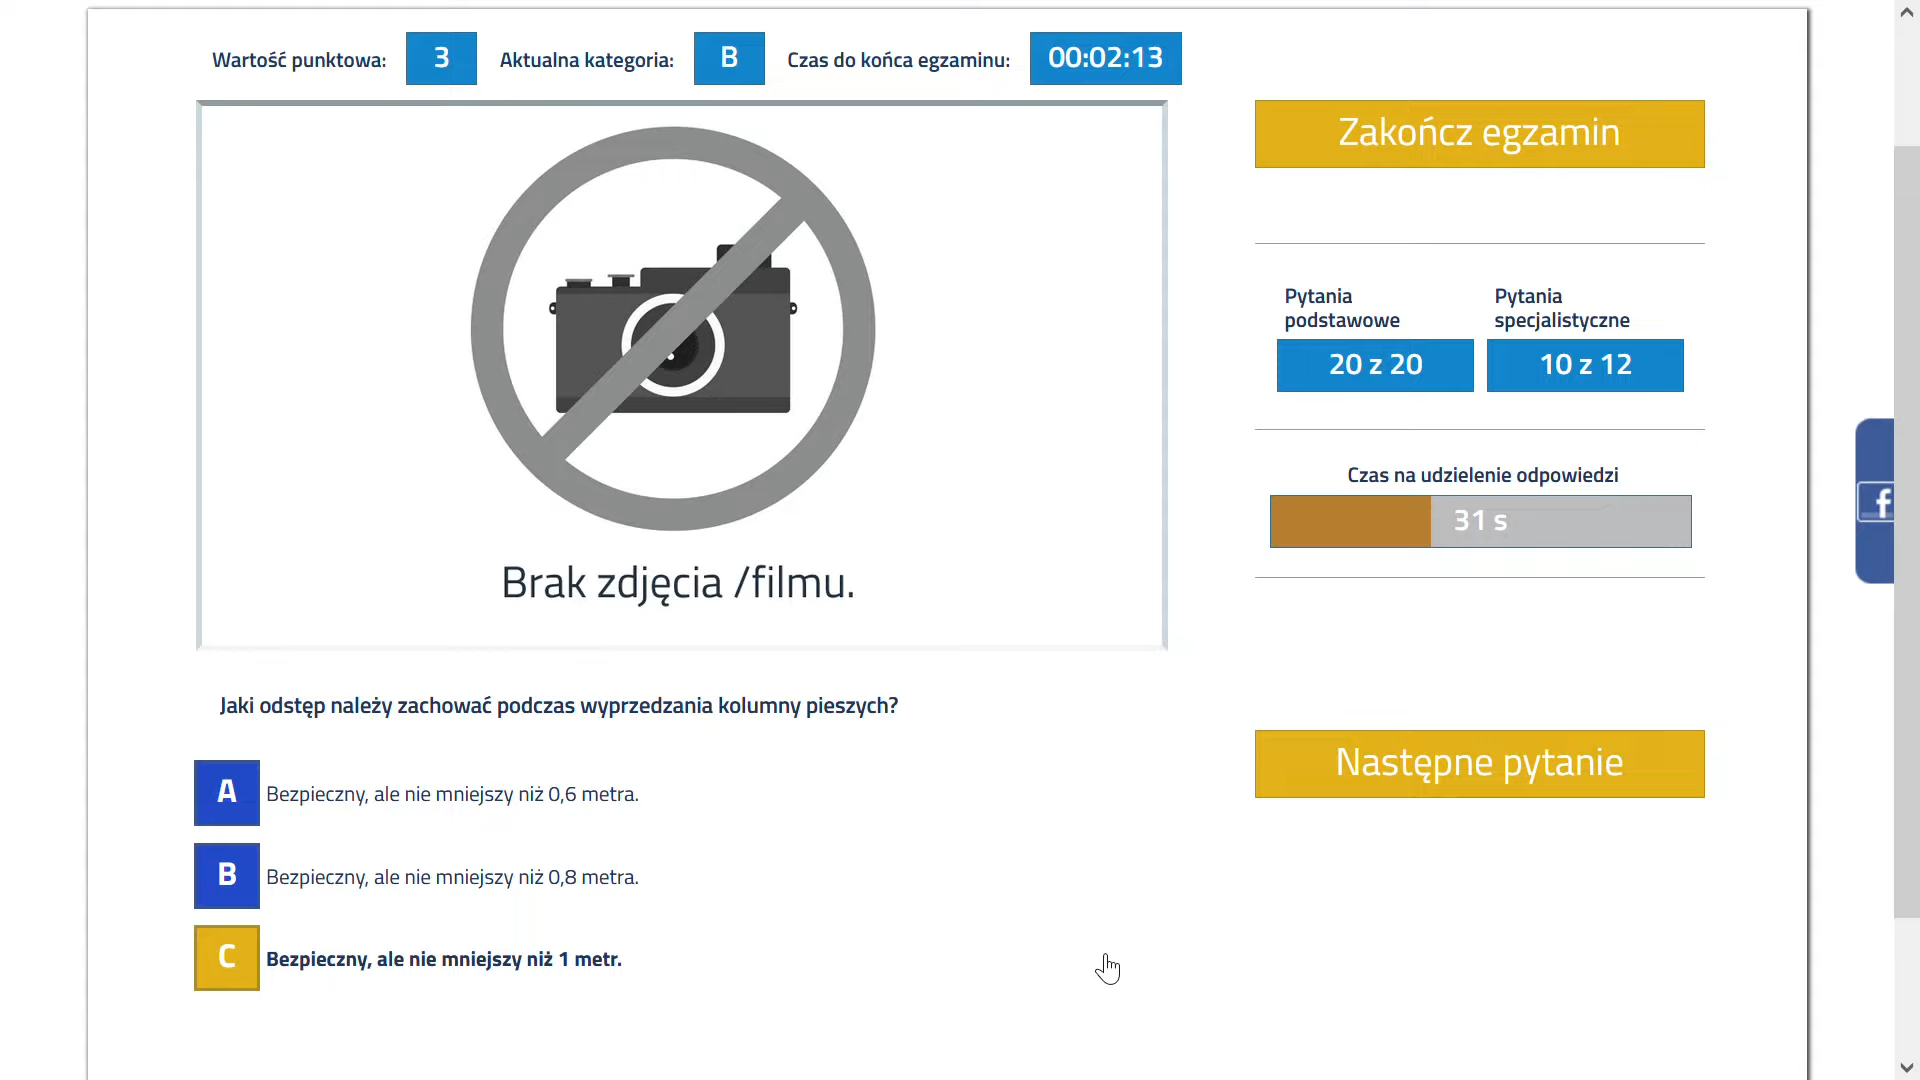 Wartość punktowa: 3 Aktualna kategoria: B Czas do końca egzaminu: 00:02:13
Zakończ egzamin
Pytania podstawowe
Pytania specjalistyczne
20 z 20
10 z 12
Czas na udzielenie odpowiedzi
31 s
Brak zdjęcia /filmu.
Jaki odstęp należy zachować podczas wyprzedzania kolumny pieszych?
Następne pytanie
A Bezpieczny, ale nie mniejszy niż 0,6 metra.
B Bezpieczny, ale nie mniejszy niż 0,8 metra.
C Bezpieczny, ale nie mniejszy niż 1 metr.
f